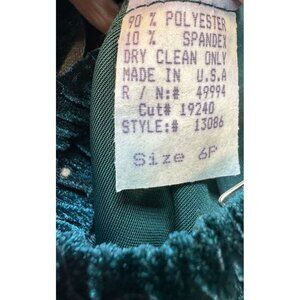 90 % POLYESTER
10 % SPANDEX
DRY CLEAN ONLY
MADE IN U.S.A
R / N:# 49994
Cut# 19240
STYLE:# 13086
Size 6P